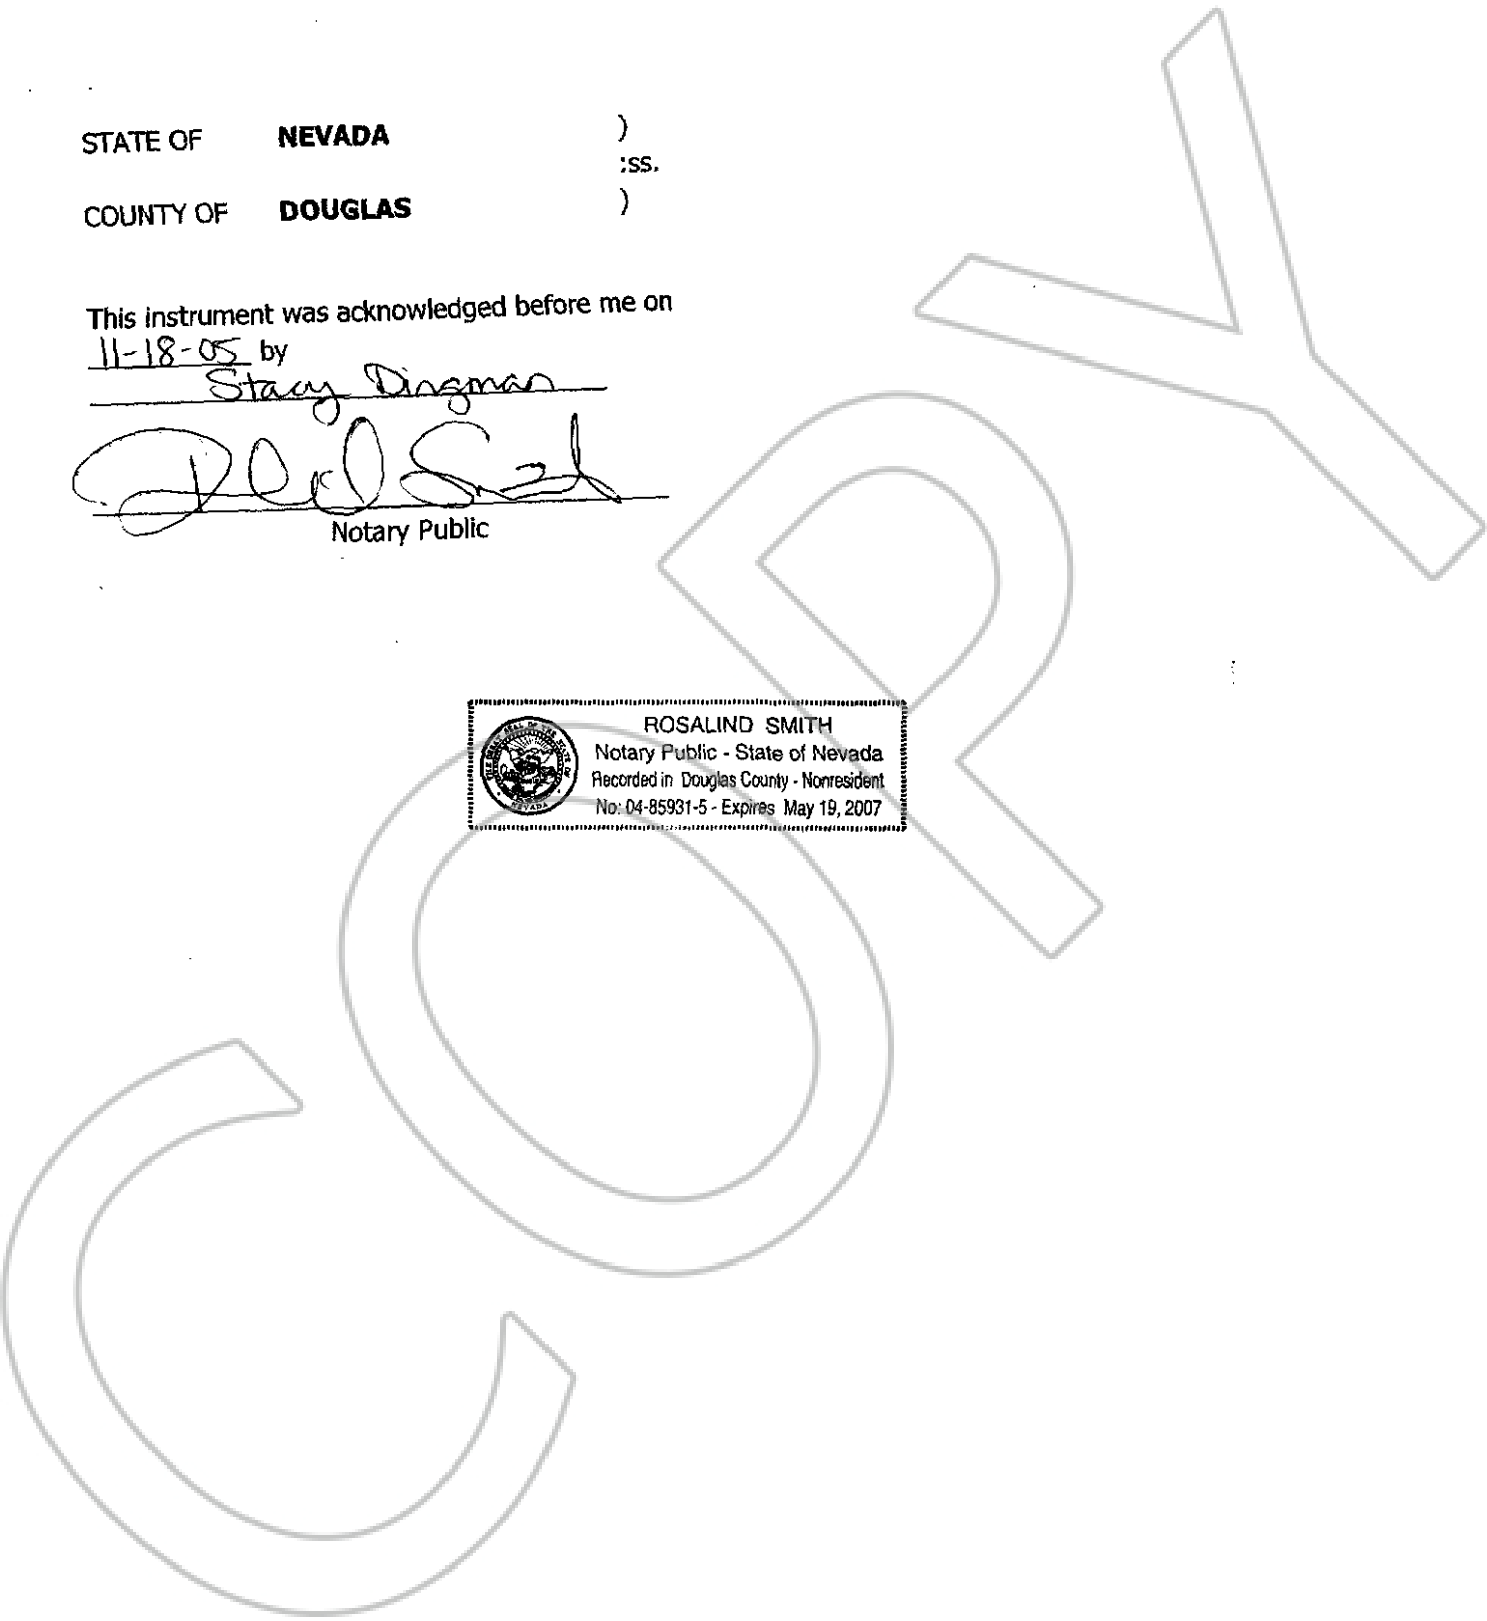 STATE OF NEVADA )
:ss.
COUNTY OF DOUGLAS )
This instrument was acknowledged before me on
11-18-05 by
Stacy Dingman
Notary Public
ROSALIND SMITH
Notary Public - State of Nevada
Recorded in Douglas County - Nonresident
No: 04-85931-5 - Expires May 19, 2007
COPY